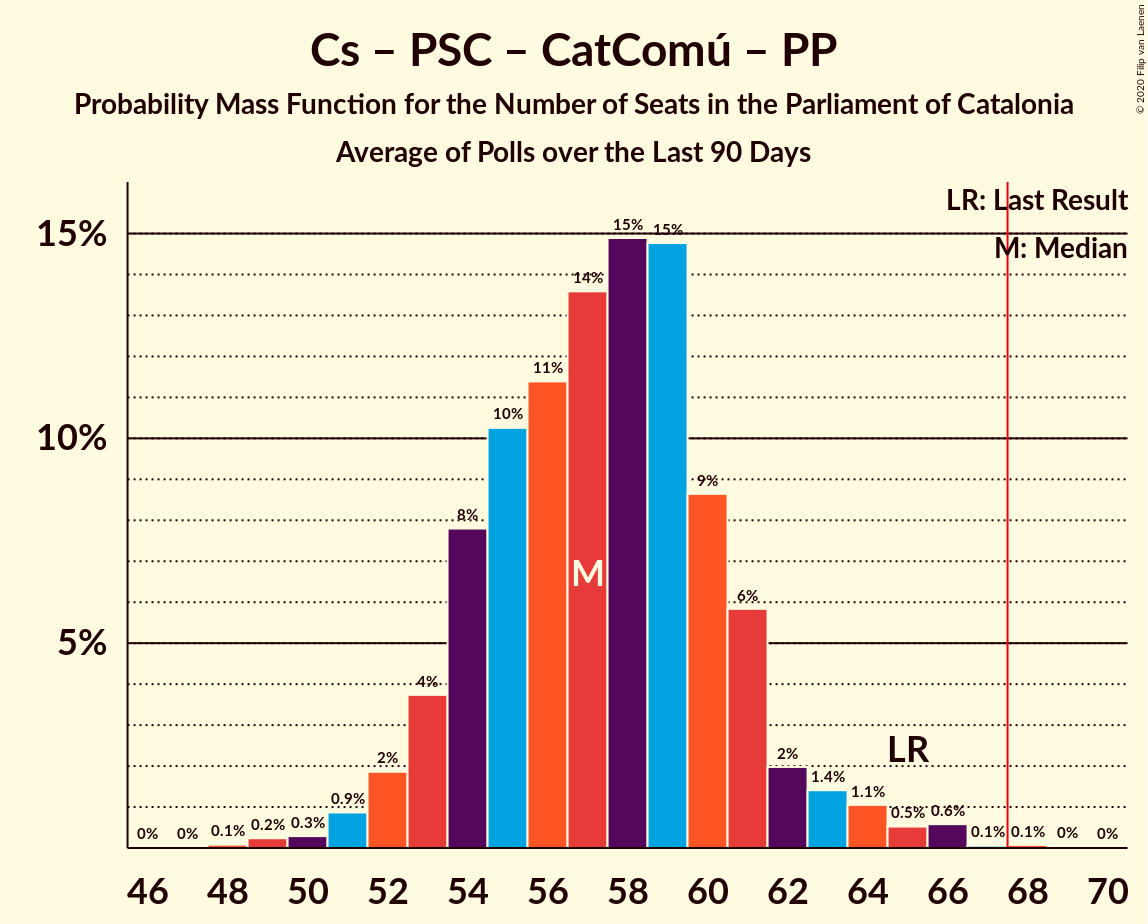 Cs – PSC – CatComú – PP
Probability Mass Function for the Number of Seats in the Parliament of Catalonia
Average of Polls over the Last 90 Days
© 2020 Filip van Laenen
LR: Last Result
M: Median
15%
10%
5%
0% 0% 0.1% 0.2% 0.3% 0.9% 2% 4% 8% 10% 11% 14% 15% 15% 9% 6% 2% 1.4% 1.1% 0.5% 0.6% 0.1% 0.1% 0% 0%
M
LR
46 48 50 52 54 56 58 60 62 64 66 68 70